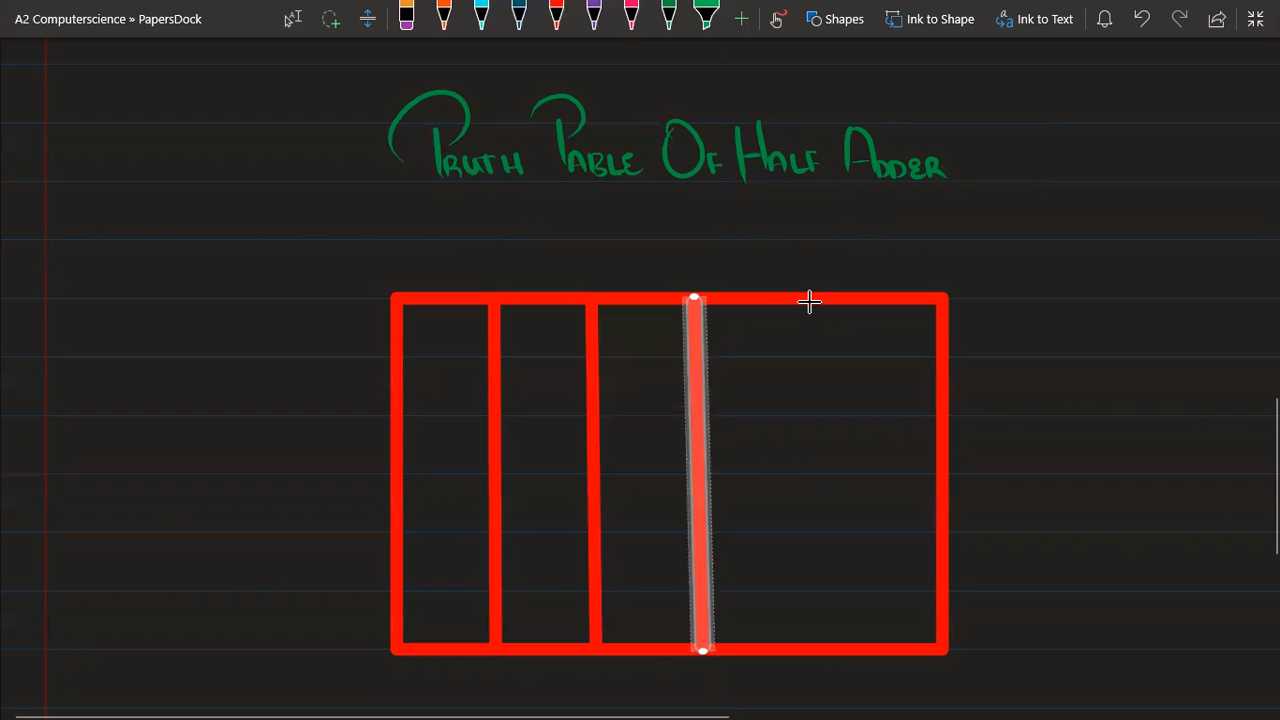 A2 Computerscience » PapersDock
Shapes
Ink to Shape
Ink to Text
Truth Table Of Half Adder